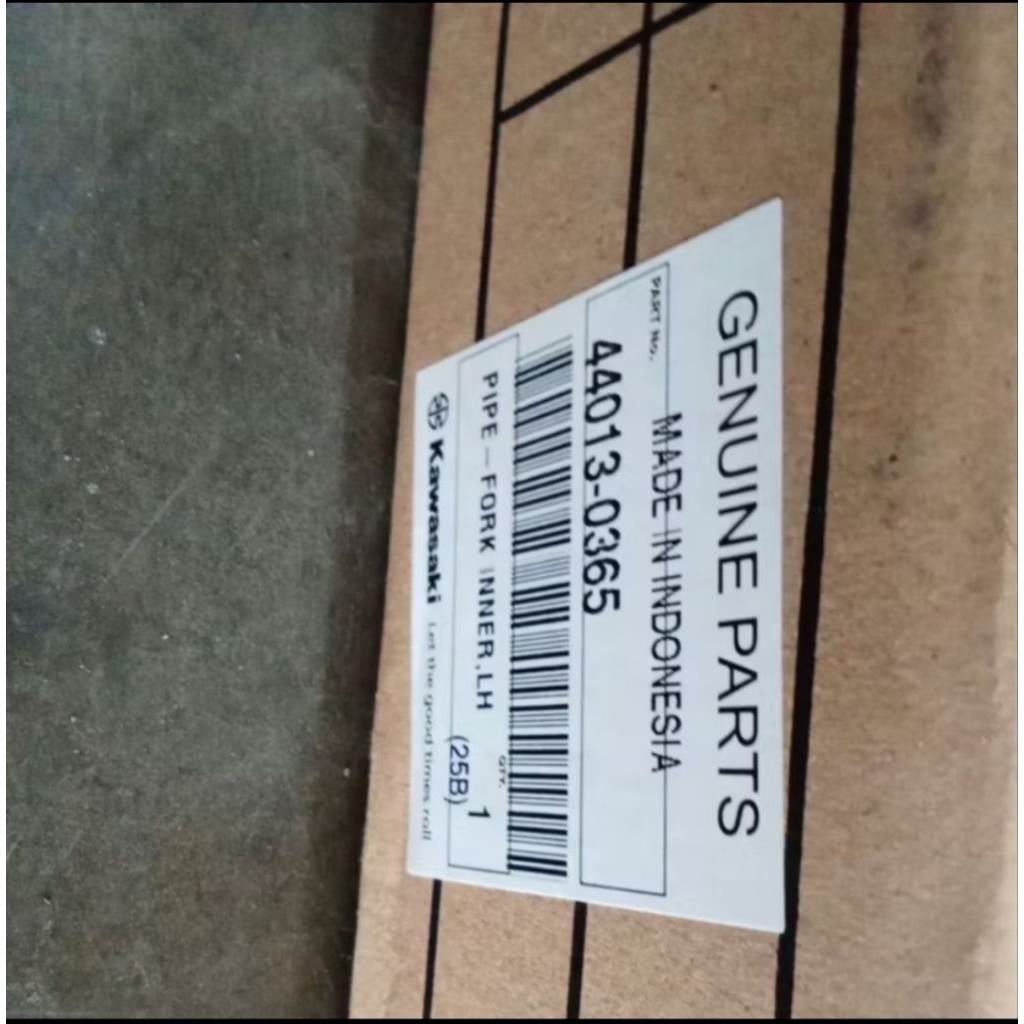 GENUINE PARTS
MADE IN INDONESIA
PART No.
44013-0365
PIPE-FORK INNER,LH
QTY. 1
(25B)
Kawasaki Let the good times roll